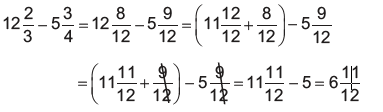 12 2/3 − 5 3/4 = 12 8/12 − 5 9/12 = (11 12/12 + 8/12) − 5 9/12
= (11 11/12 + 9/12) − 5 9/12 = 11 11/12 − 5 = 6 11/12